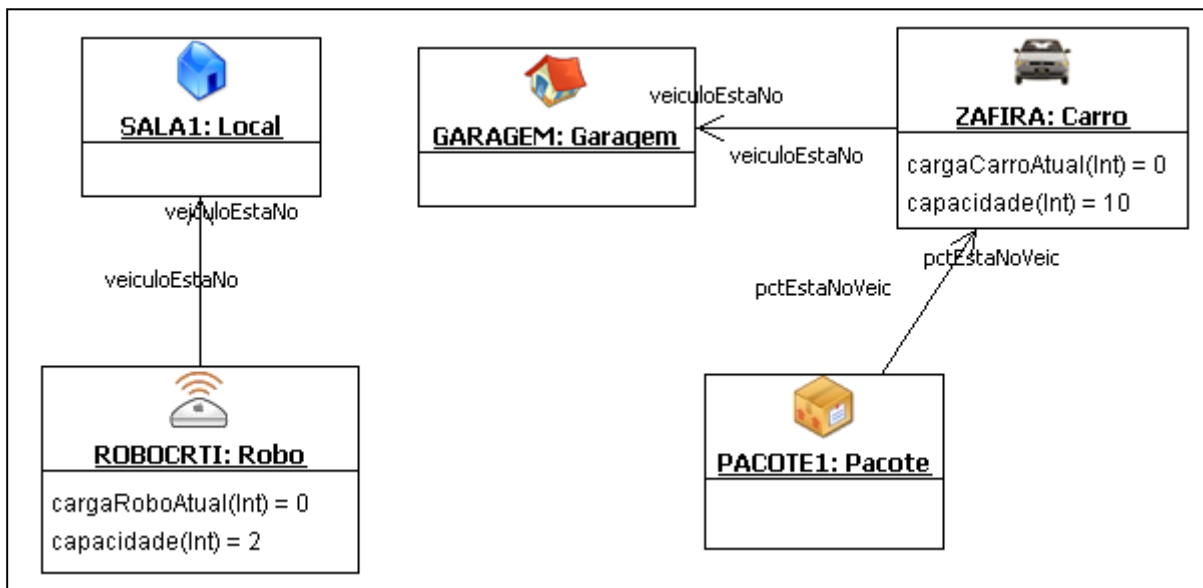 SALA1: Local
veiculoEstaNo
veiculoEstaNo
ROBOCRTI: Robo
cargaRoboAtual(Int) = 0
capacidade(Int) = 2
GARAGEM: Garagem
veiculoEstaNo
veiculoEstaNo
ZAFIRA: Carro
cargaCarroAtual(Int) = 0
capacidade(Int) = 10
pctEstaNoVeic
pctEstaNoVeic
PACOTE1: Pacote